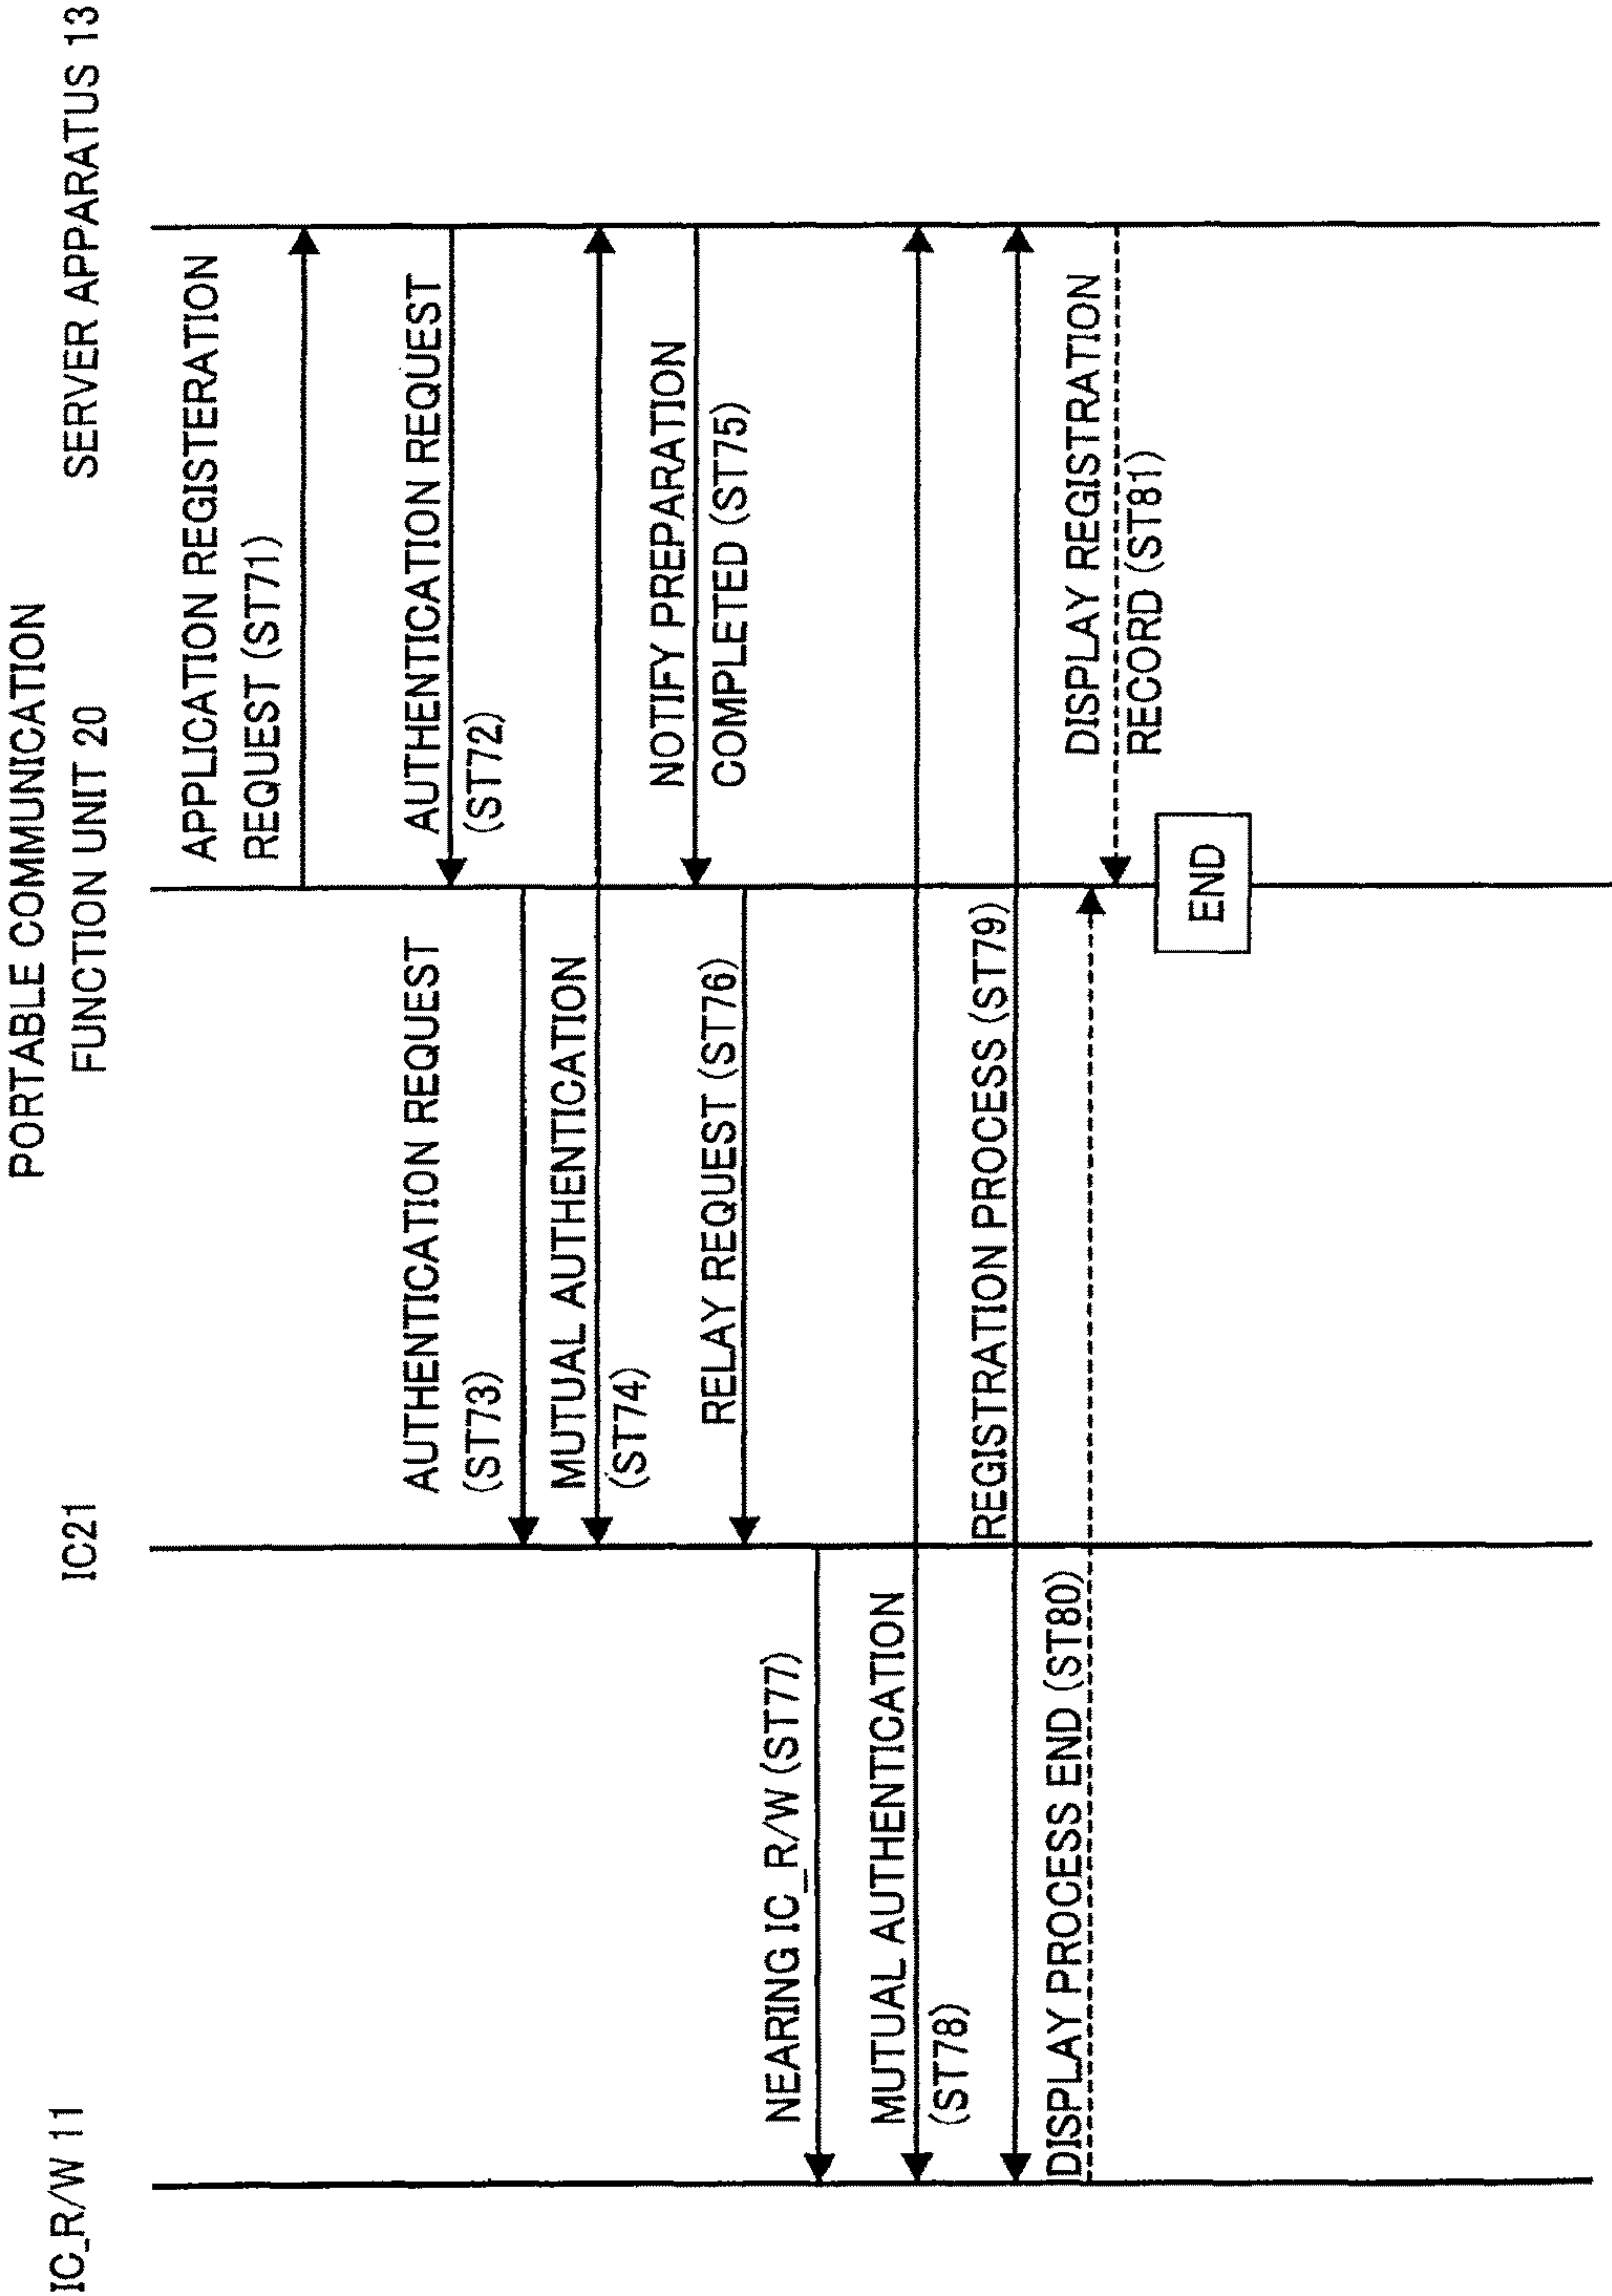 IC_R/W 11
IC21
PORTABLE COMMUNICATION
FUNCTION UNIT 20
SERVER APPARATUS 13
APPLICATION REGISTERATION
REQUEST (ST71)
AUTHENTICATION REQUEST
(ST72)
AUTHENTICATION REQUEST
(ST73)
MUTUAL AUTHENTICATION
(ST74)
NOTIFY PREPARATION
COMPLETED (ST75)
RELAY REQUEST (ST76)
NEARING IC_R/W (ST77)
MUTUAL AUTHENTICATION
(ST78)
REGISTRATION PROCESS (ST79)
DISPLAY PROCESS END (ST80)
DISPLAY REGISTRATION
RECORD (ST81)
END